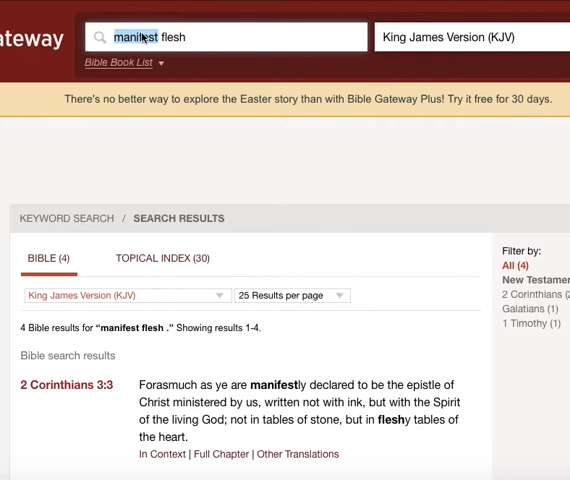 ateway
manifest flesh
King James Version (KJV)
Bible Book List
There's no better way to explore the Easter story than with Bible Gateway Plus! Try it free for 30 days.
KEYWORD SEARCH / SEARCH RESULTS
BIBLE (4) TOPICAL INDEX (30)
King James Version (KJV) 25 Results per page
4 Bible results for “manifest flesh .” Showing results 1-4.
Bible search results
2 Corinthians 3:3
Forasmuch as ye are manifestly declared to be the epistle of
Christ ministered by us, written not with ink, but with the Spirit
of the living God; not in tables of stone, but in fleshy tables of
the heart.
In Context | Full Chapter | Other Translations
Filter by:
All (4)
New Testamen
2 Corinthians (2
Galatians (1)
1 Timothy (1)